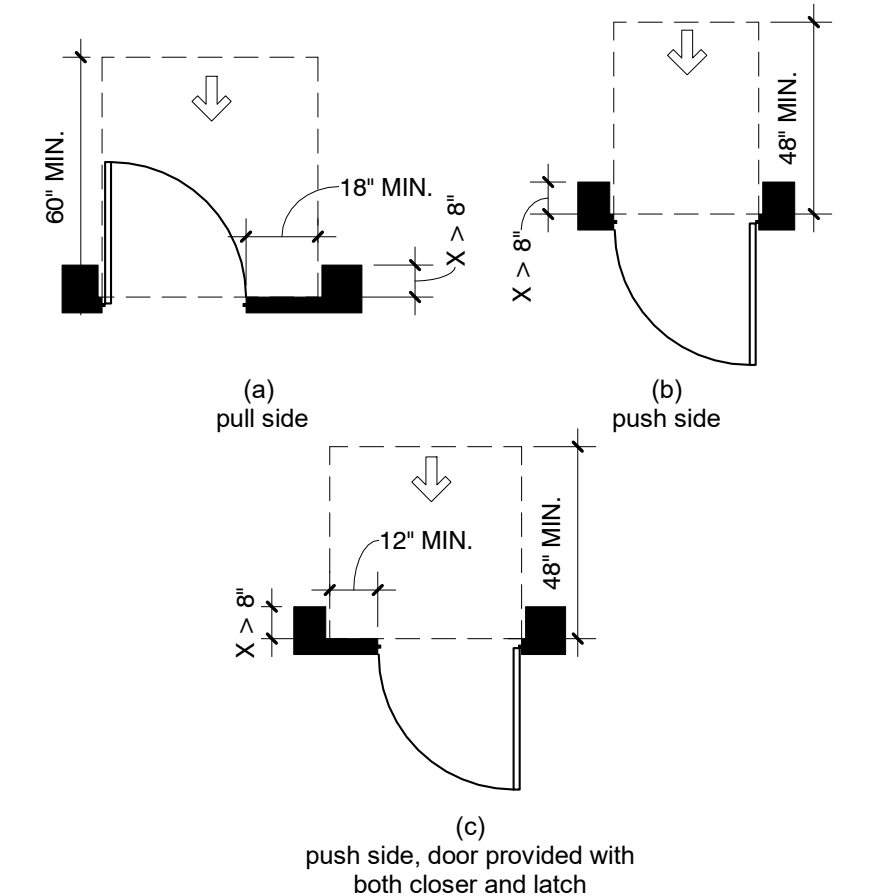 60" MIN.
18" MIN.
X > 8"
(a)
pull side
X > 8"
48" MIN.
(b)
push side
12" MIN.
48" MIN.
X > 8"
(c)
push side, door provided with
both closer and latch